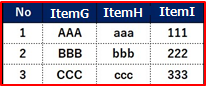 No ItemG ItemH ItemI
1 AAA aaa 111
2 BBB bbb 222
3 CCC ccc 333